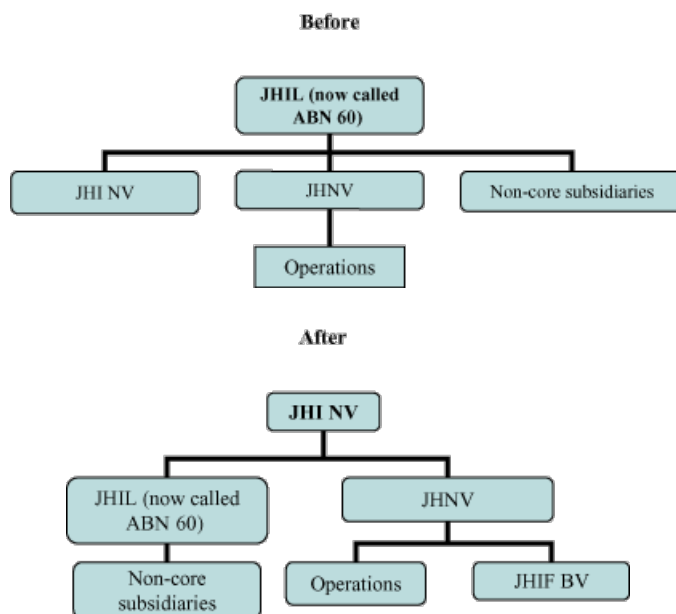 Before
JHIL (now called
ABN 60)
JHI NV
JHNV
Non-core subsidiaries
Operations
After
JHI NV
JHIL (now called
ABN 60)
JHNV
Non-core
subsidiaries
Operations
JHIF BV